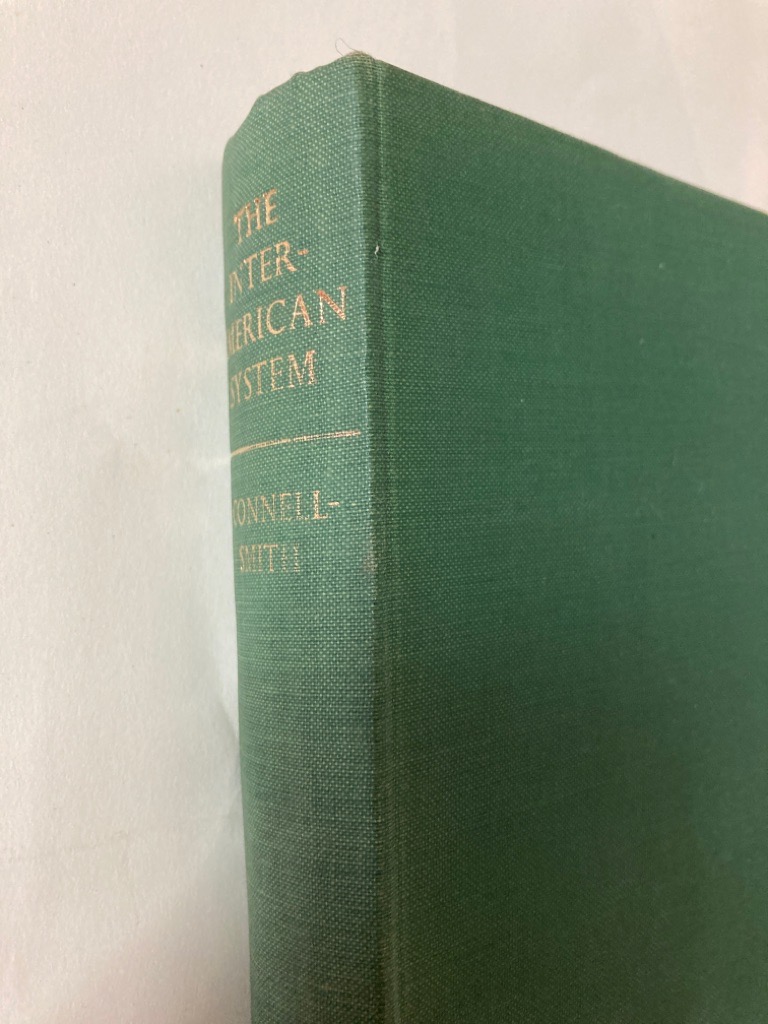 THE
INTER-
AMERICAN
SYSTEM
CONNELL-
SMITH